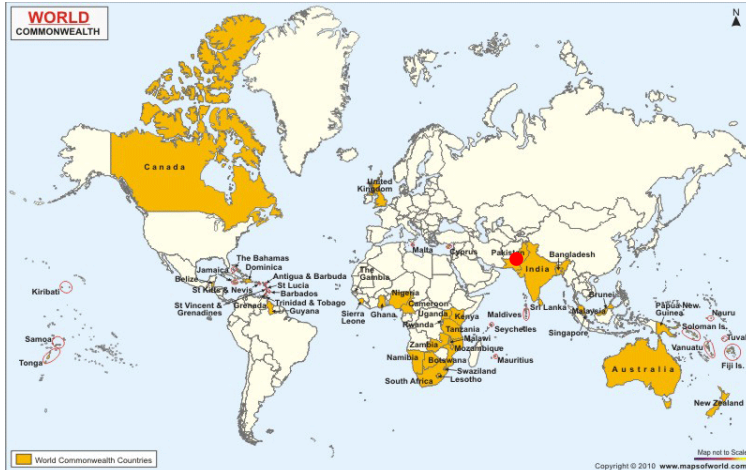 WORLD
COMMONWEALTH
N
Canada
United
Kingdom
Malta
Cyprus
Pakistan
Bangladesh
India
The Bahamas
Dominica
Jamaica
Antigua & Barbuda
Belize
St Kitts & Nevis
St Lucia
Barbados
St Vincent &
Grenadines
Grenada
Trinidad & Tobago
Guyana
The
Gambia
Sierra
Leone
Ghana
Nigeria
Cameroon
Uganda
Kenya
Rwanda
Tanzania
Malawi
Zambia
Mozambique
Namibia
Botswana
Swaziland
South Africa
Lesotho
Maldives
Sri Lanka
Seychelles
Mauritius
Brunei
Malaysia
Singapore
Papua New
Guinea
Nauru
Soloman Is.
Tuval
Vanuatu
Fiji Is.
Australia
New Zealand
Kiribati
Samoa
Tonga
World Commonwealth Countries
Map not to Scal
Copyright © 2010 www.mapsofworld.com